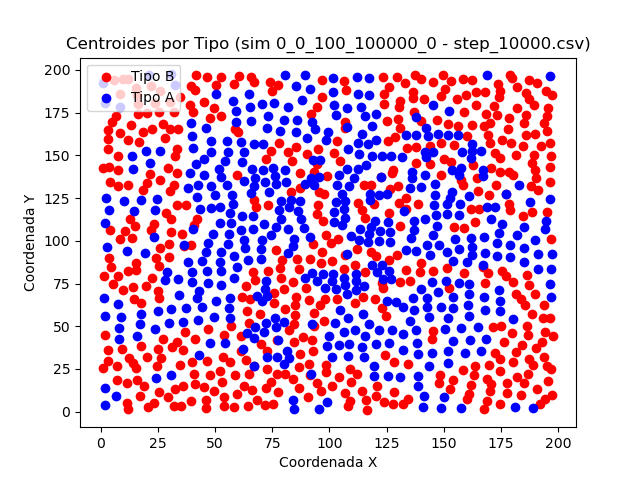 Centroides por Tipo (sim 0_0_100_100000_0 - step_10000.csv)
Tipo B
Tipo A
Coordenada Y
200
175
150
125
100
75
50
25
0
0 25 50 75 100 125 150 175 200
Coordenada X